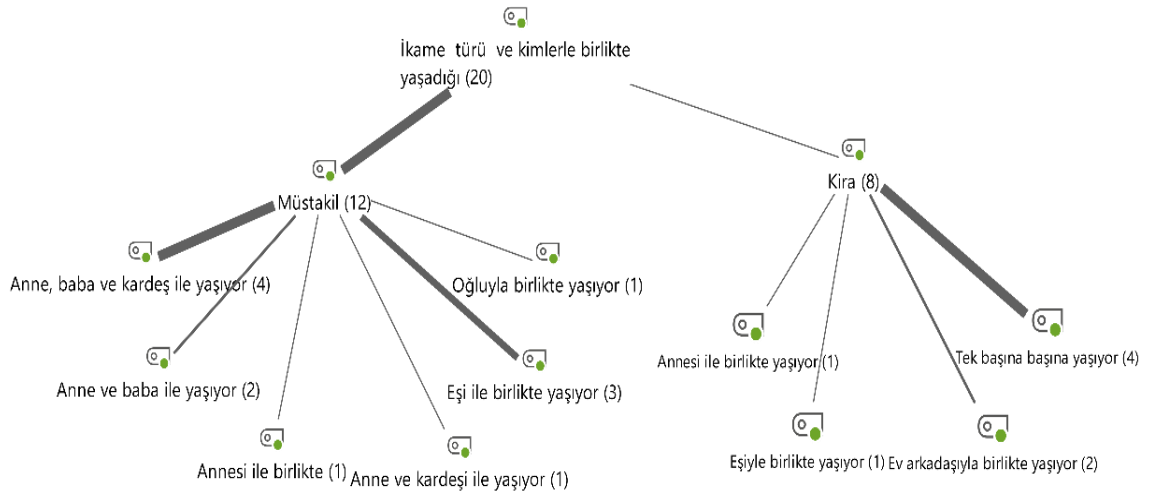 İkame türü ve kimlerle birlikte
yaşadığı (20)
Müstakil (12)
Kira (8)
Anne, baba ve kardeş ile yaşıyor (4)
Oğluyla birlikte yaşıyor (1)
Anne ve baba ile yaşıyor (2)
Eşi ile birlikte yaşıyor (3)
Annesi ile birlikte (1)
Anne ve kardeşi ile yaşıyor (1)
Annesi ile birlikte yaşıyor (1)
Tek başına başına yaşıyor (4)
Eşiyle birlikte yaşıyor (1)
Ev arkadaşıyla birlikte yaşıyor (2)